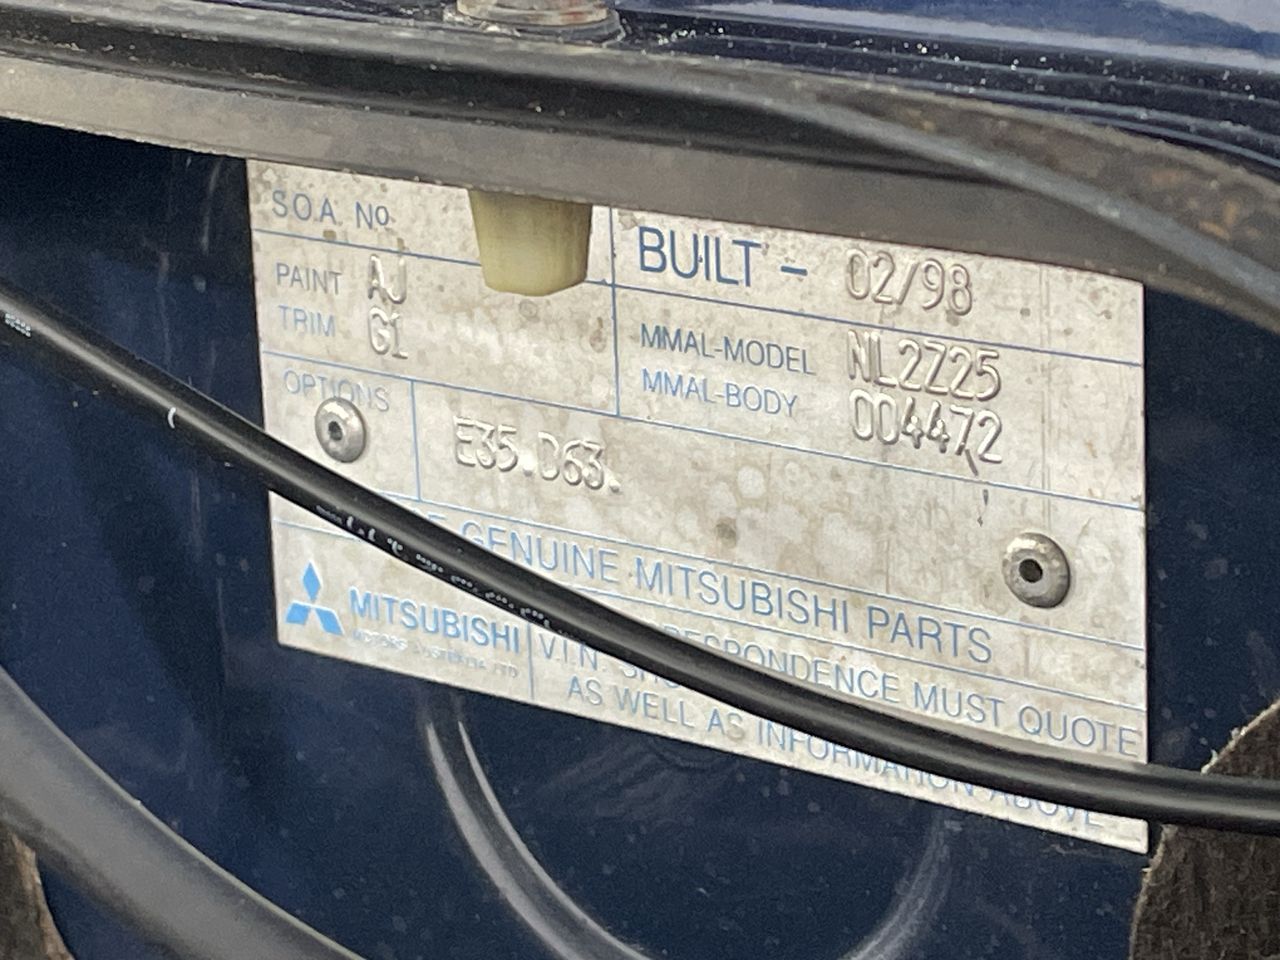 S.O.A. No.
BUILT - 02/98
PAINT AJ
TRIM G1
MMAL-MODEL NL2Z25
MMAL-BODY 004472
OPTIONS
E35.D63.
GENUINE MITSUBISHI PARTS
MITSUBISHI
V.I.N. MUST QUOTE
AS WELL AS INFORMATION ABOVE